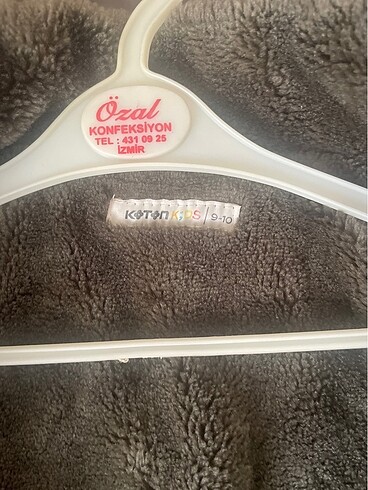 Özal
KONFEKSİYON
TEL : 431 09 25
İZMİR
KOTON KIDS | 9-10